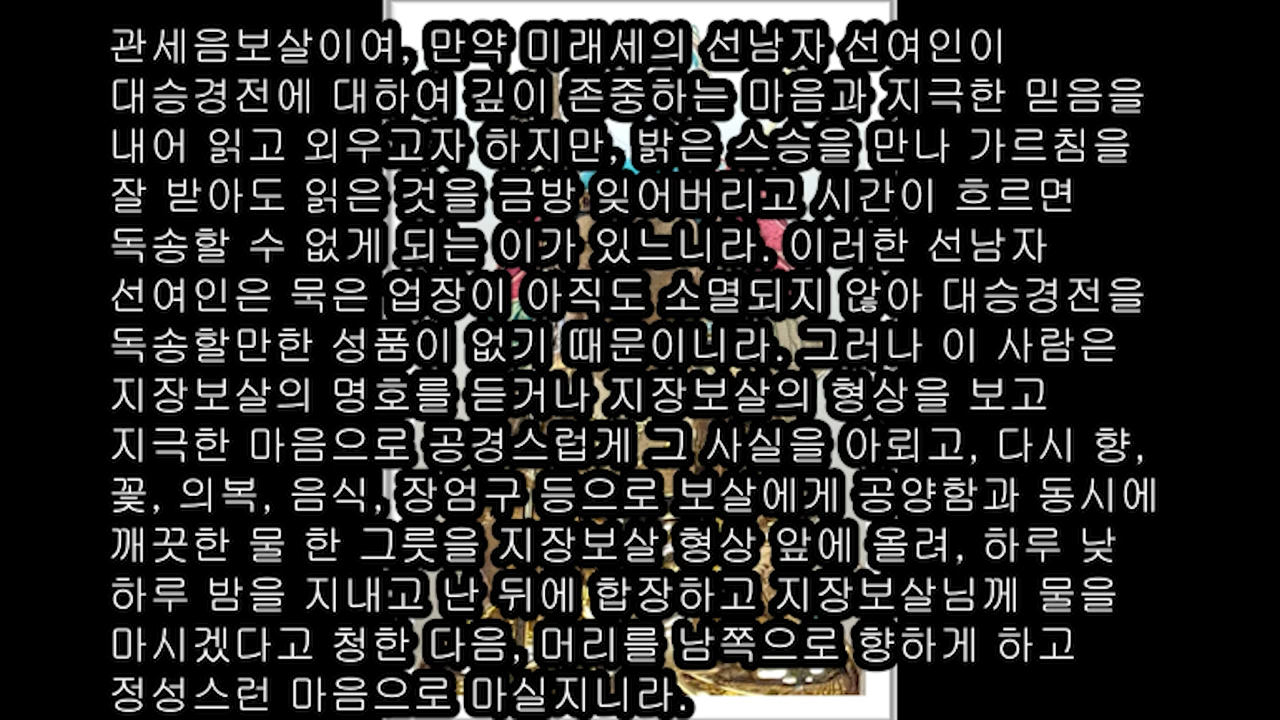 관세음보살이여, 만약 미래세의 선남자 선여인이
대승경전에 대하여 깊이 존중하는 마음과 지극한 믿음을
내어 읽고 외우고자 하지만, 밝은 스승을 만나 가르침을
잘 받아도 읽은 것을 금방 잊어버리고 시간이 흐르면
독송할 수 없게 되는 이가 있느니라. 이러한 선남자
선여인은 묵은 업장이 아직도 소멸되지 않아 대승경전을
독송할만한 성품이 없기 때문이니라. 그러나 이 사람은
지장보살의 명호를 듣거나 지장보살의 형상을 보고
지극한 마음으로 공경스럽게 그 사실을 아뢰고, 다시 향,
꽃, 의복, 음식, 장엄구 등으로 보살에게 공양함과 동시에
깨끗한 물 한 그릇을 지장보살 형상 앞에 올려, 하루 낮
하루 밤을 지내고 난 뒤에 합장하고 지장보살님께 물을
마시겠다고 청한 다음, 머리를 남쪽으로 향하게 하고
정성스런 마음으로 마실지니라.